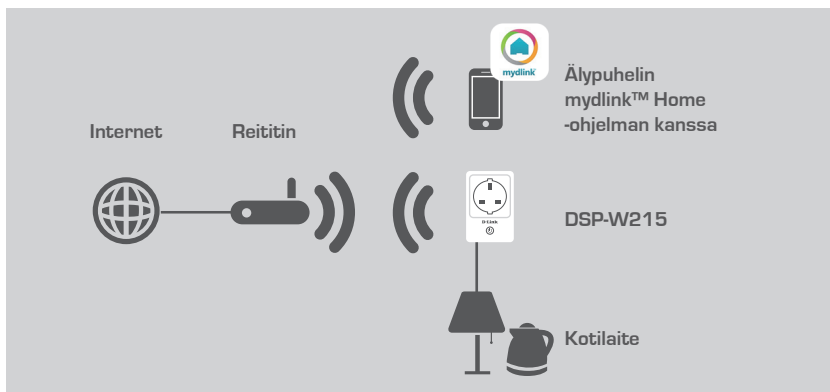 mydlink
Älypuhelin
mydlink™ Home
-ohjelman kanssa
Internet
Reititin
D-Link
DSP-W215
Kotilaite